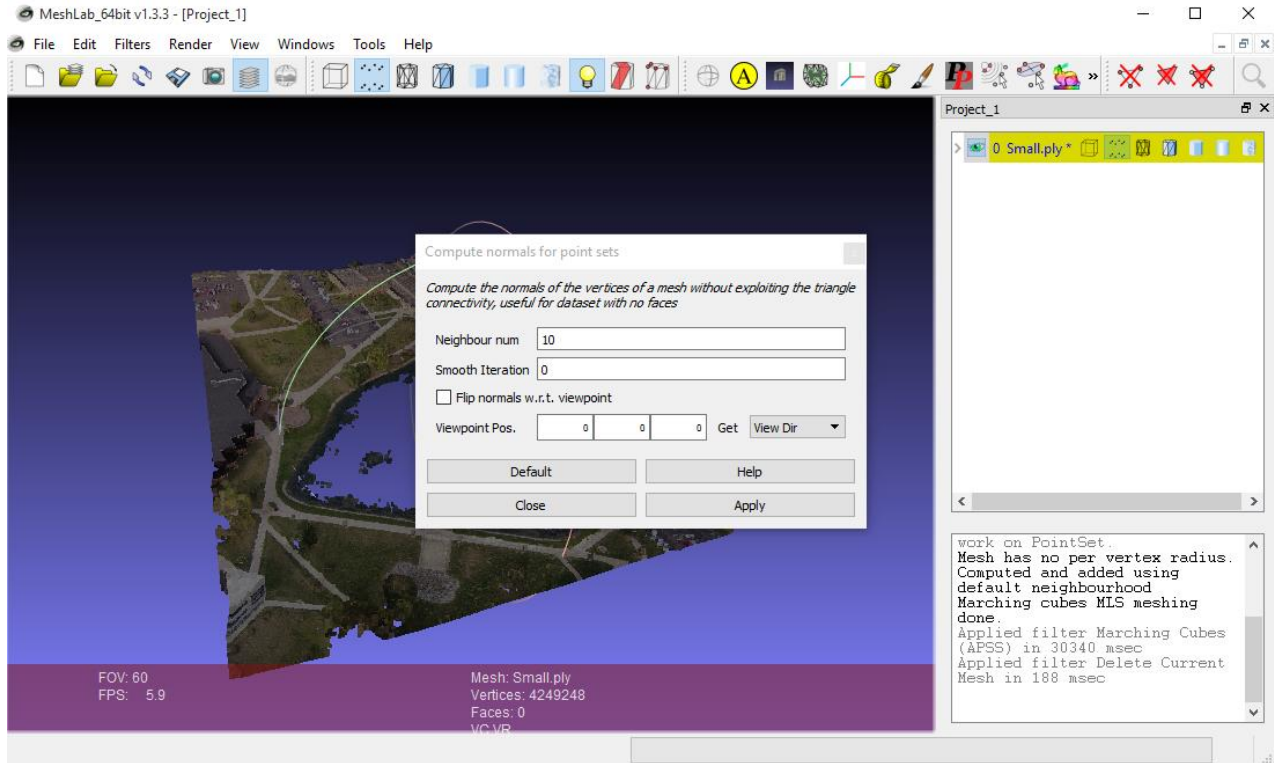 MeshLab_64bit v1.3.3 - [Project_1]
File Edit Filters Render View Windows Tools Help
A
Pp
»
Project_1
0 Small.ply *
Compute normals for point sets
Compute the normals of the vertices of a mesh without exploiting the triangle
connectivity, useful for dataset with no faces
Neighbour num 10
Smooth Iteration 0
Flip normals w.r.t. viewpoint
Viewpoint Pos. 0 0 0 Get View Dir
Default Help
Close Apply
work on PointSet.
Mesh has no per vertex radius.
Computed and added using
default neighbourhood
Marching cubes MLS meshing
done.
Applied filter Marching Cubes
(APSS) in 30340 msec
Applied filter Delete Current
Mesh in 188 msec
FOV: 60
FPS: 5.9
Mesh: Small.ply
Vertices: 4249248
Faces: 0
VC VR